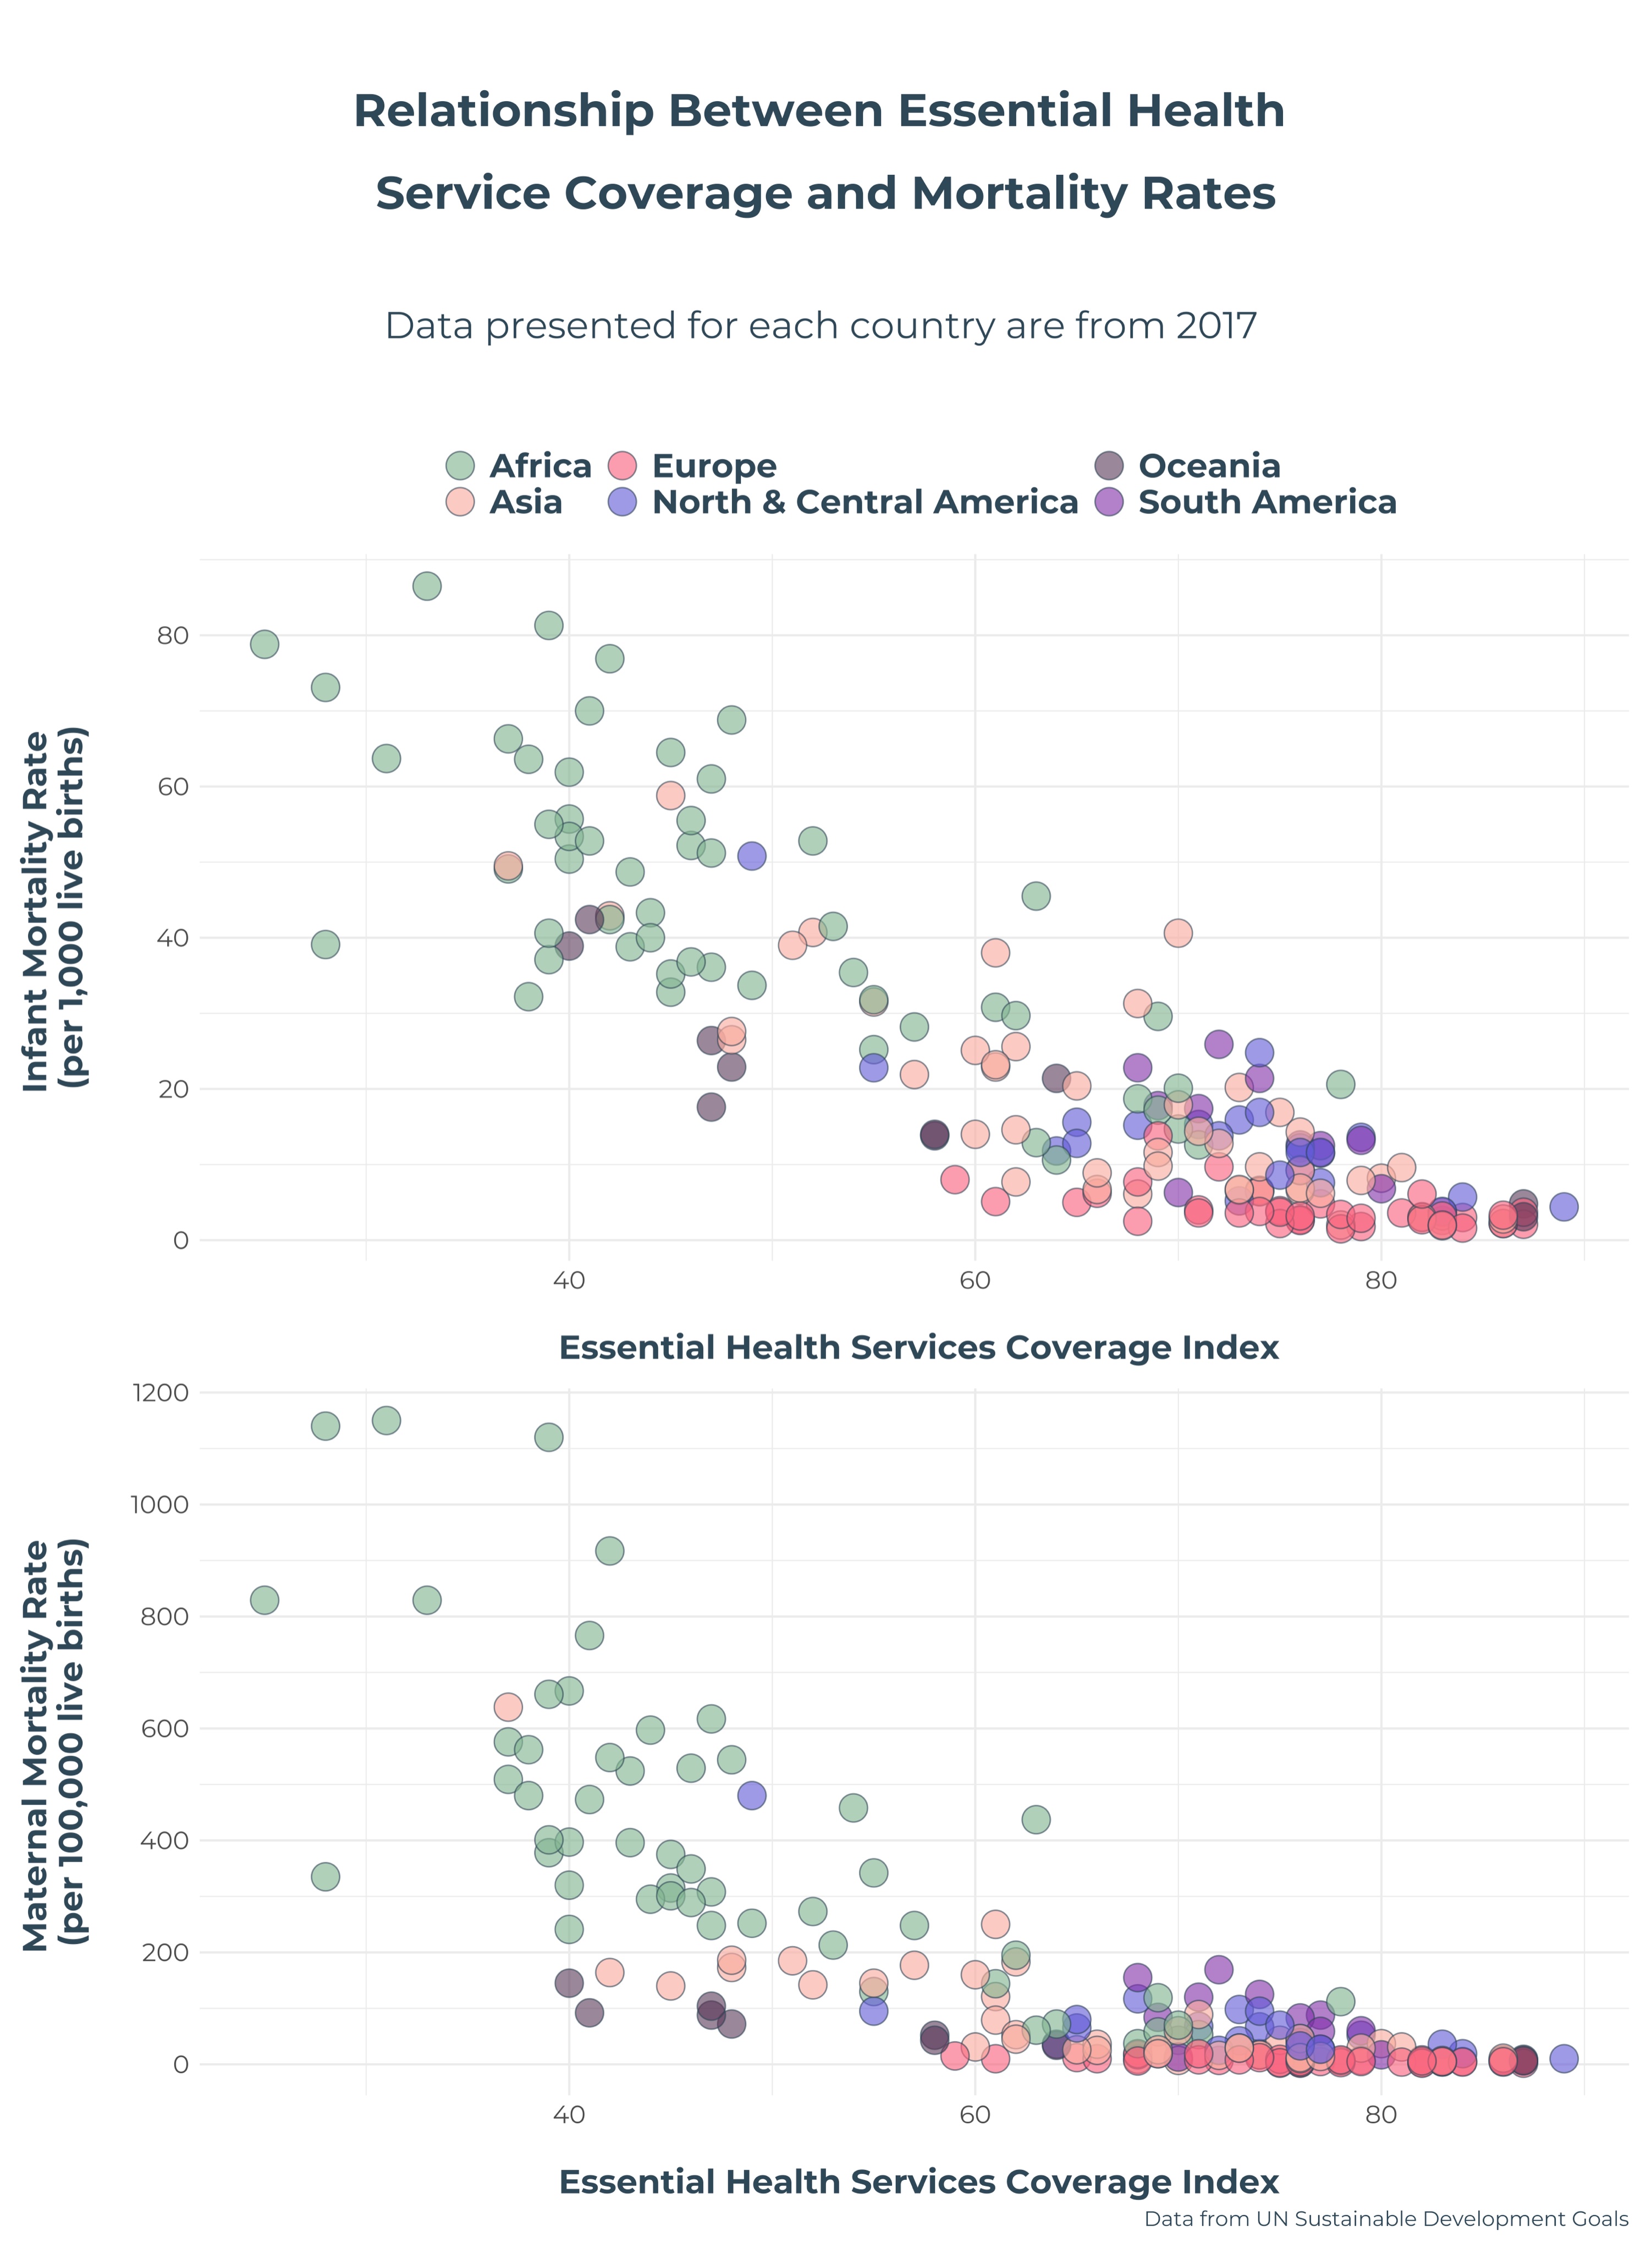 Relationship Between Essential Health
Service Coverage and Mortality Rates
Data presented for each country are from 2017
Africa Europe Oceania
Asia North & Central America South America
Infant Mortality Rate
(per 1,000 live births)
80
60
40
20
0
40 60 80
Essential Health Services Coverage Index
Maternal Mortality Rate
(per 100,000 live births)
1200
1000
800
600
400
200
0
40 60 80
Essential Health Services Coverage Index
Data from UN Sustainable Development Goals